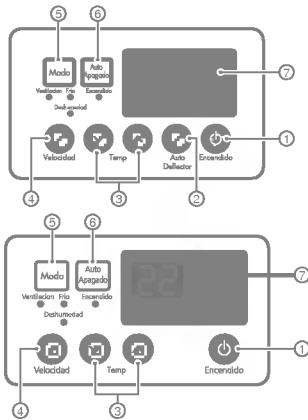 ⑤ ⑥
Modo Auto Apagado
⑦
Ventilacion Frio Encendido
Deshumedad
①
Velocidad Temp Auto Deflector Encendido
④ ③ ②
⑤ ⑥
Modo Auto Apagado
22
⑦
Ventilacion Frio Encendido
Deshumedad
①
Velocidad Temp Encendido
④ ③